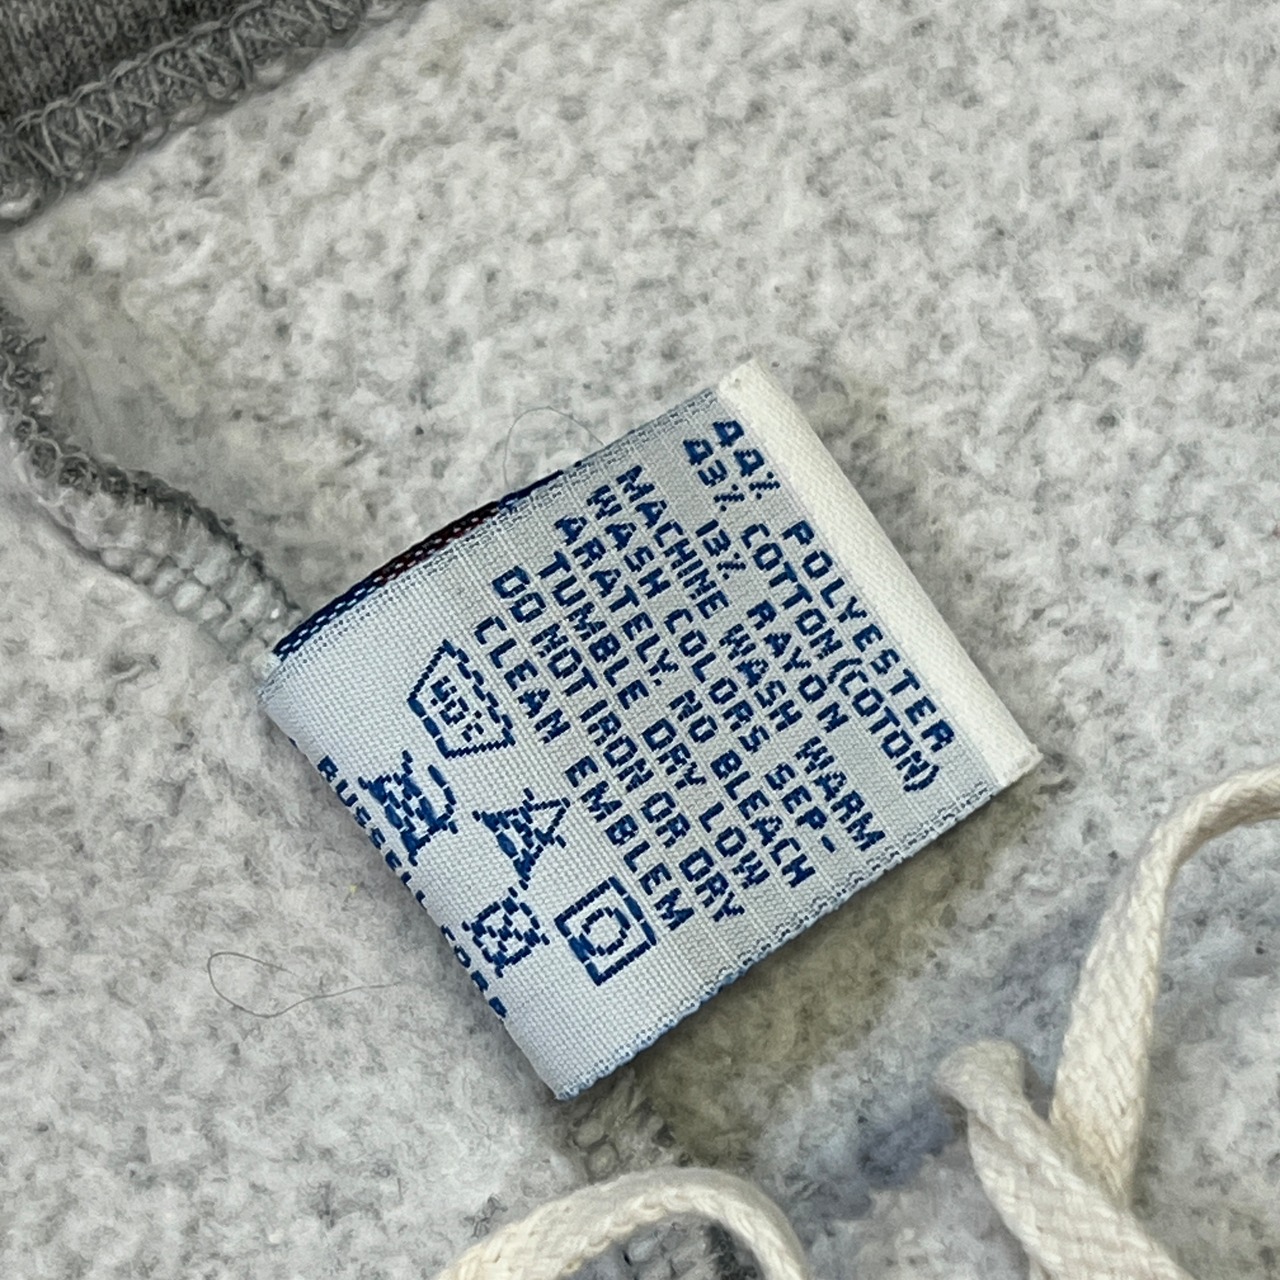 44% POLYESTER
43% COTTON(COTON)
13% RAYON
MACHINE WASH WARM
WASH COLORS SEP-
ARATELY. NO BLEACH
TUMBLE DRY LOW
DO NOT IRON OR DRY
CLEAN EMBLEM